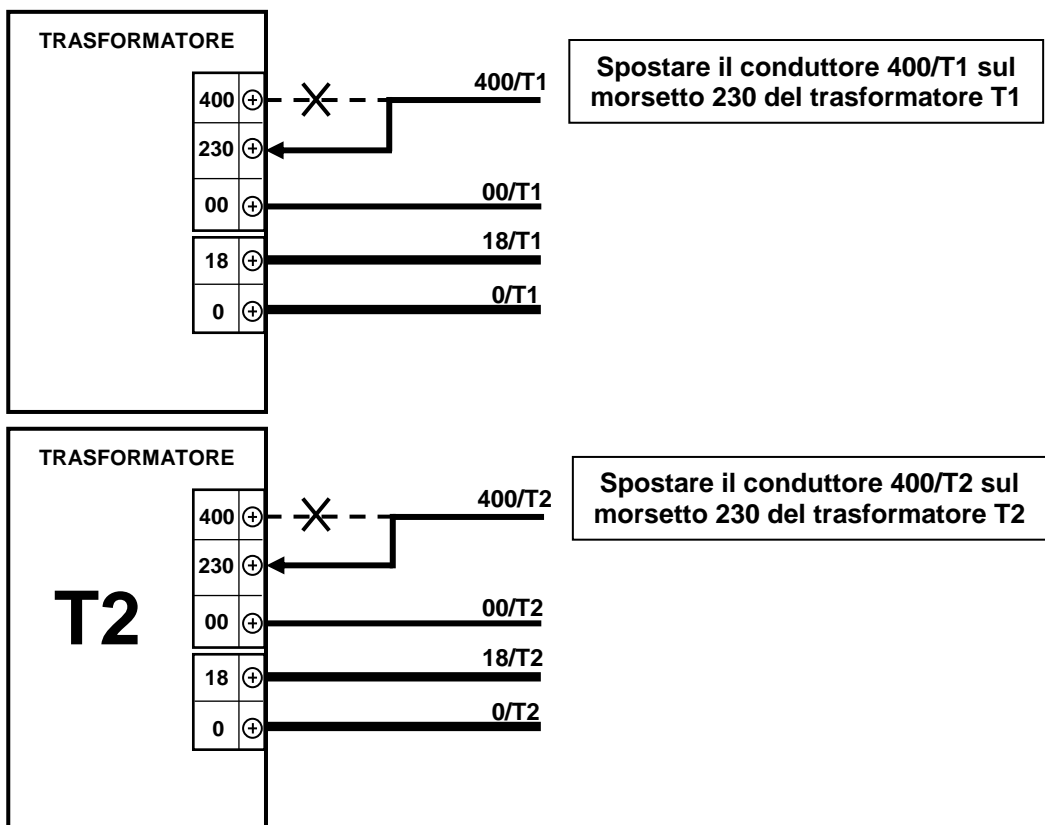 TRASFORMATORE
400
400/T1
230
00
00/T1
18
18/T1
0
0/T1
Spostare il conduttore 400/T1 sul
morsetto 230 del trasformatore T1
TRASFORMATORE
T2
400
400/T2
230
00
00/T2
18
18/T2
0
0/T2
Spostare il conduttore 400/T2 sul
morsetto 230 del trasformatore T2